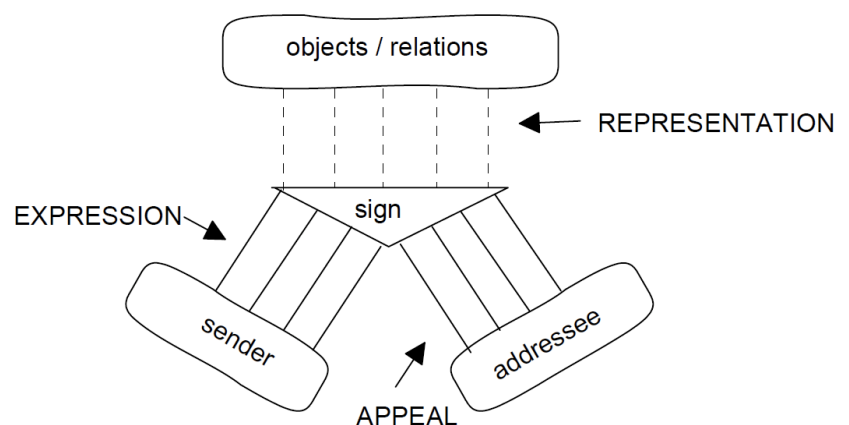 objects / relations
REPRESENTATION
sign
EXPRESSION
sender
addressee
APPEAL